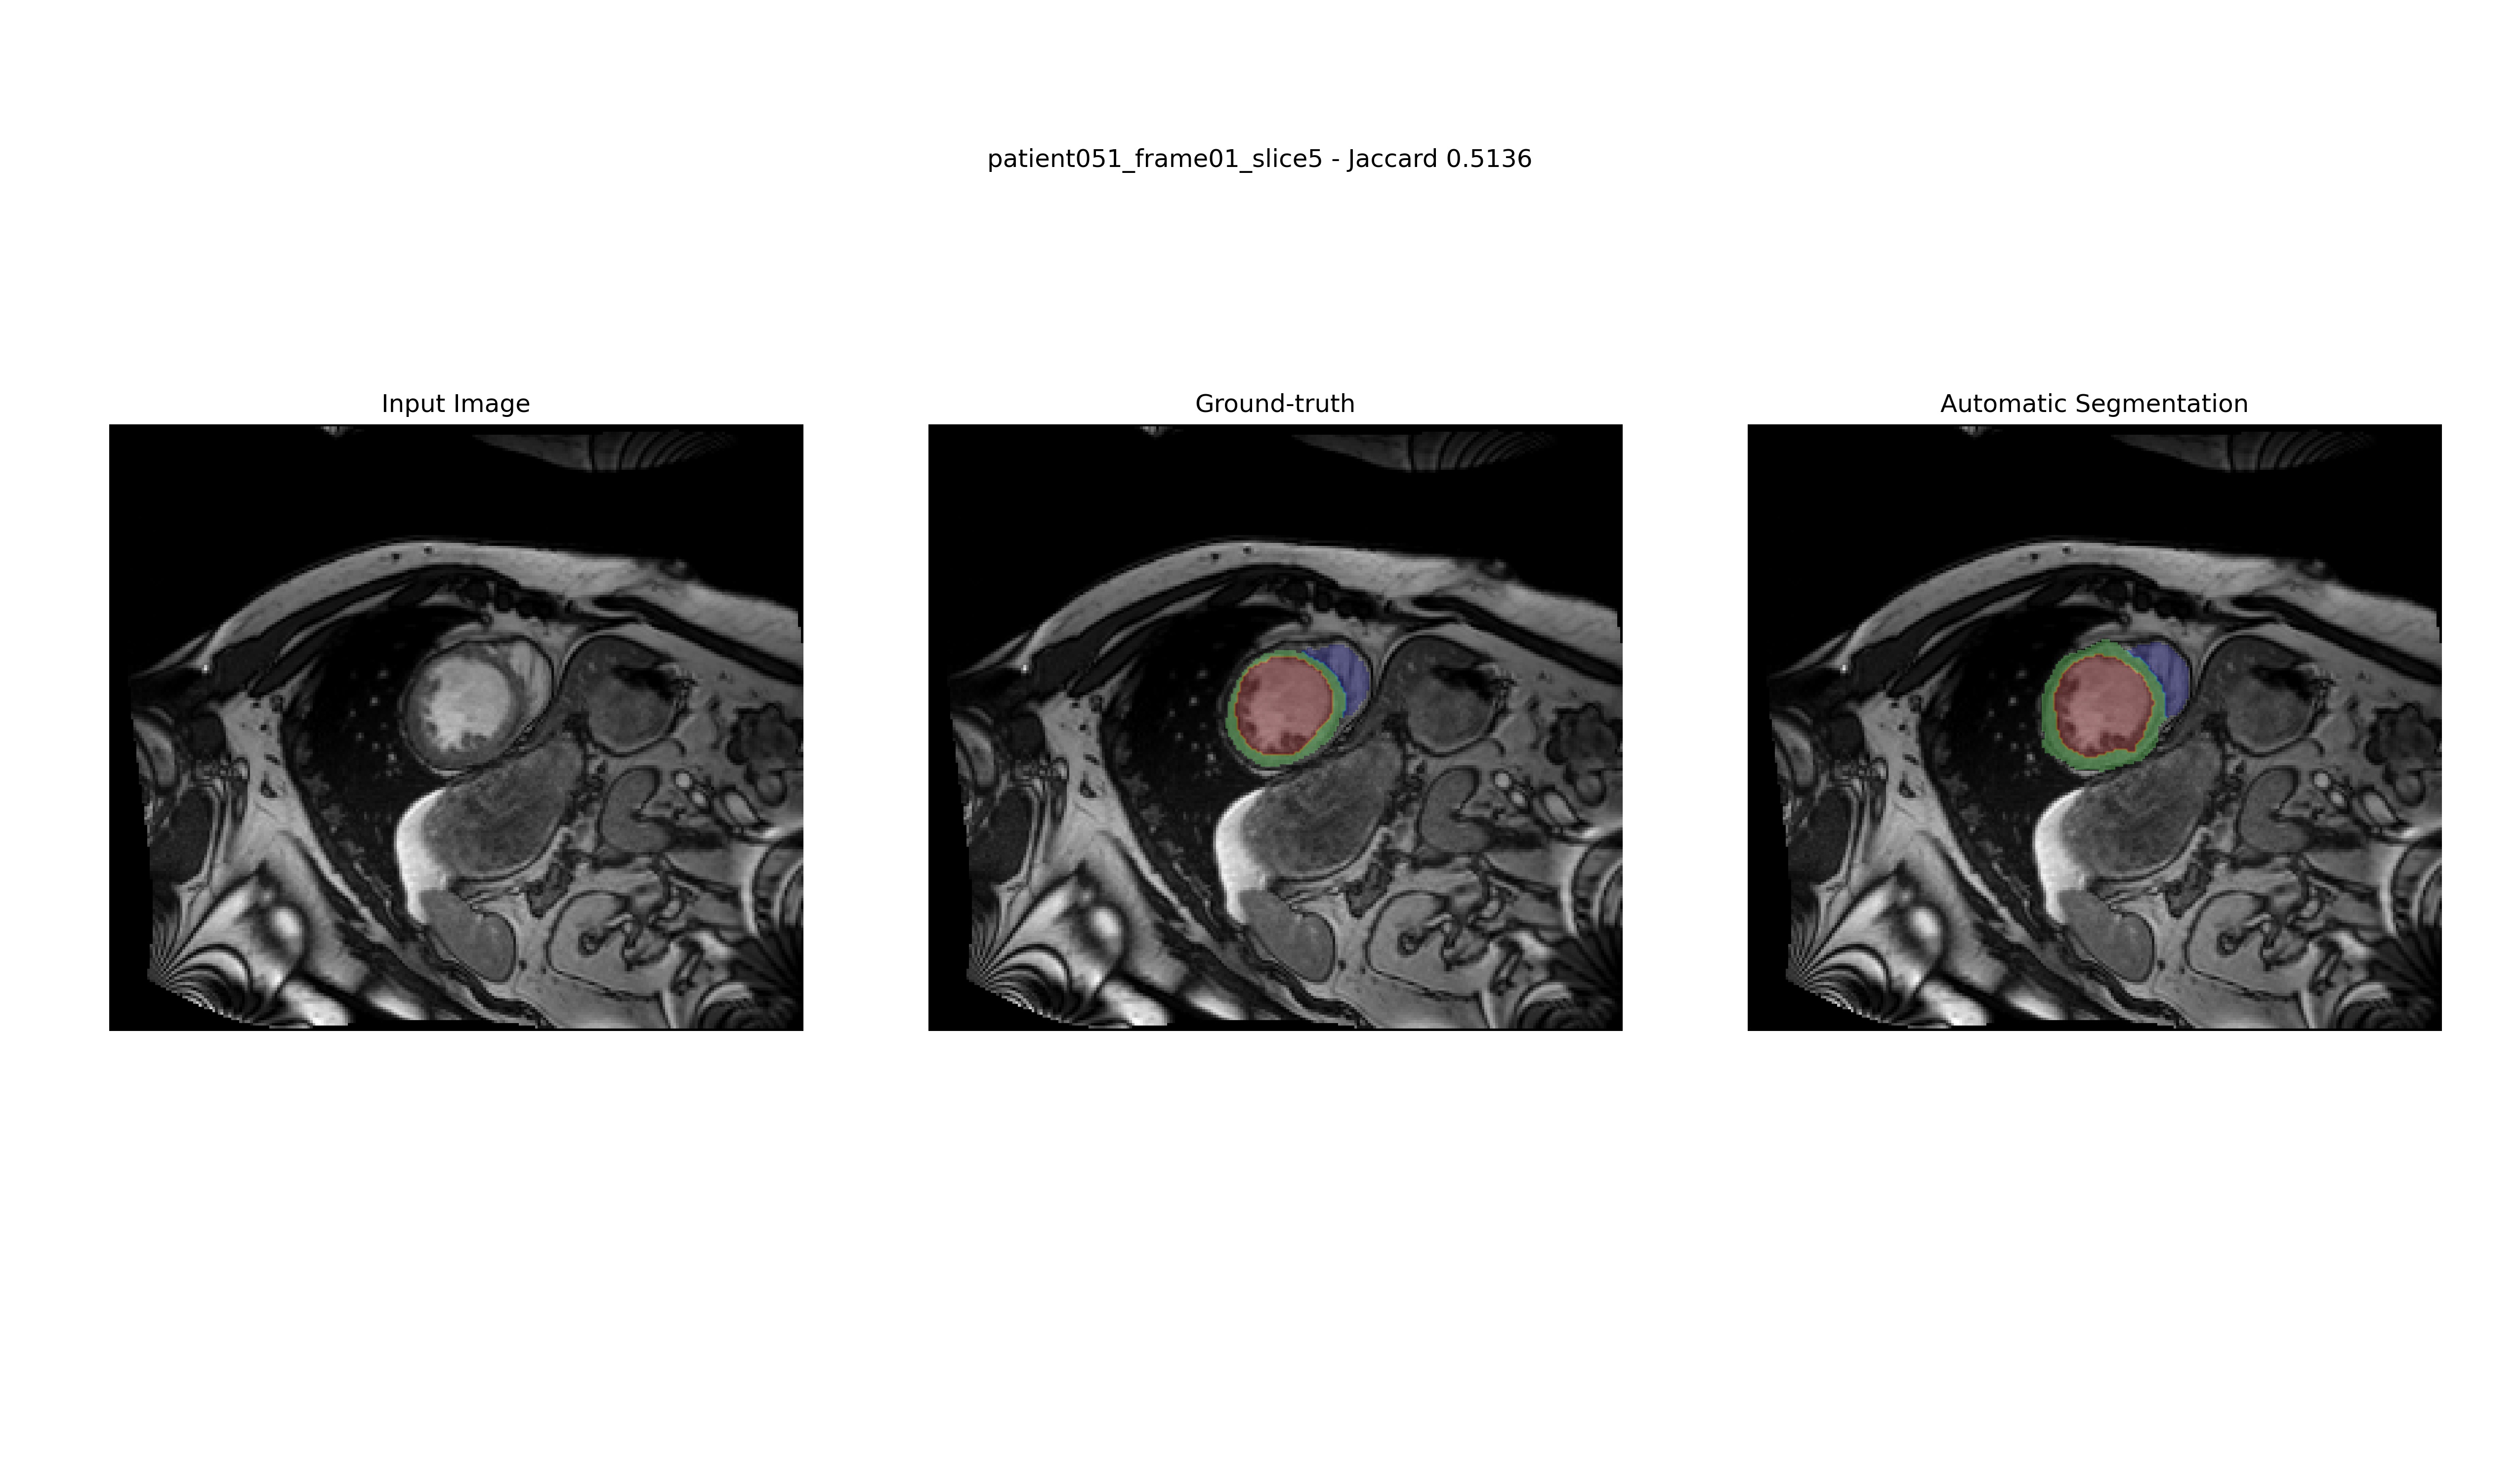 patient051_frame01_slice5 - Jaccard 0.5136
Input Image
Ground-truth
Automatic Segmentation